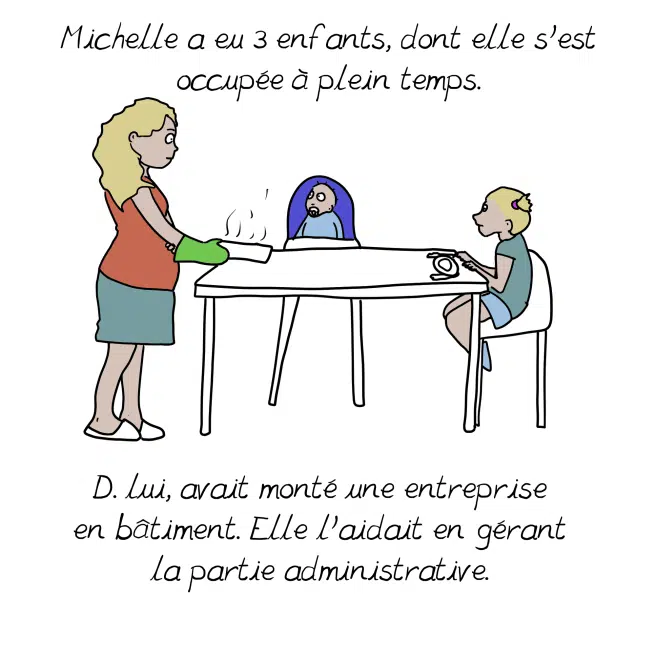 Michelle a eu 3 enfants, dont elle s'est
occupée à plein temps.
D. lui, avait monté une entreprise
en bâtiment. Elle l'aidait en gérant
la partie administrative.